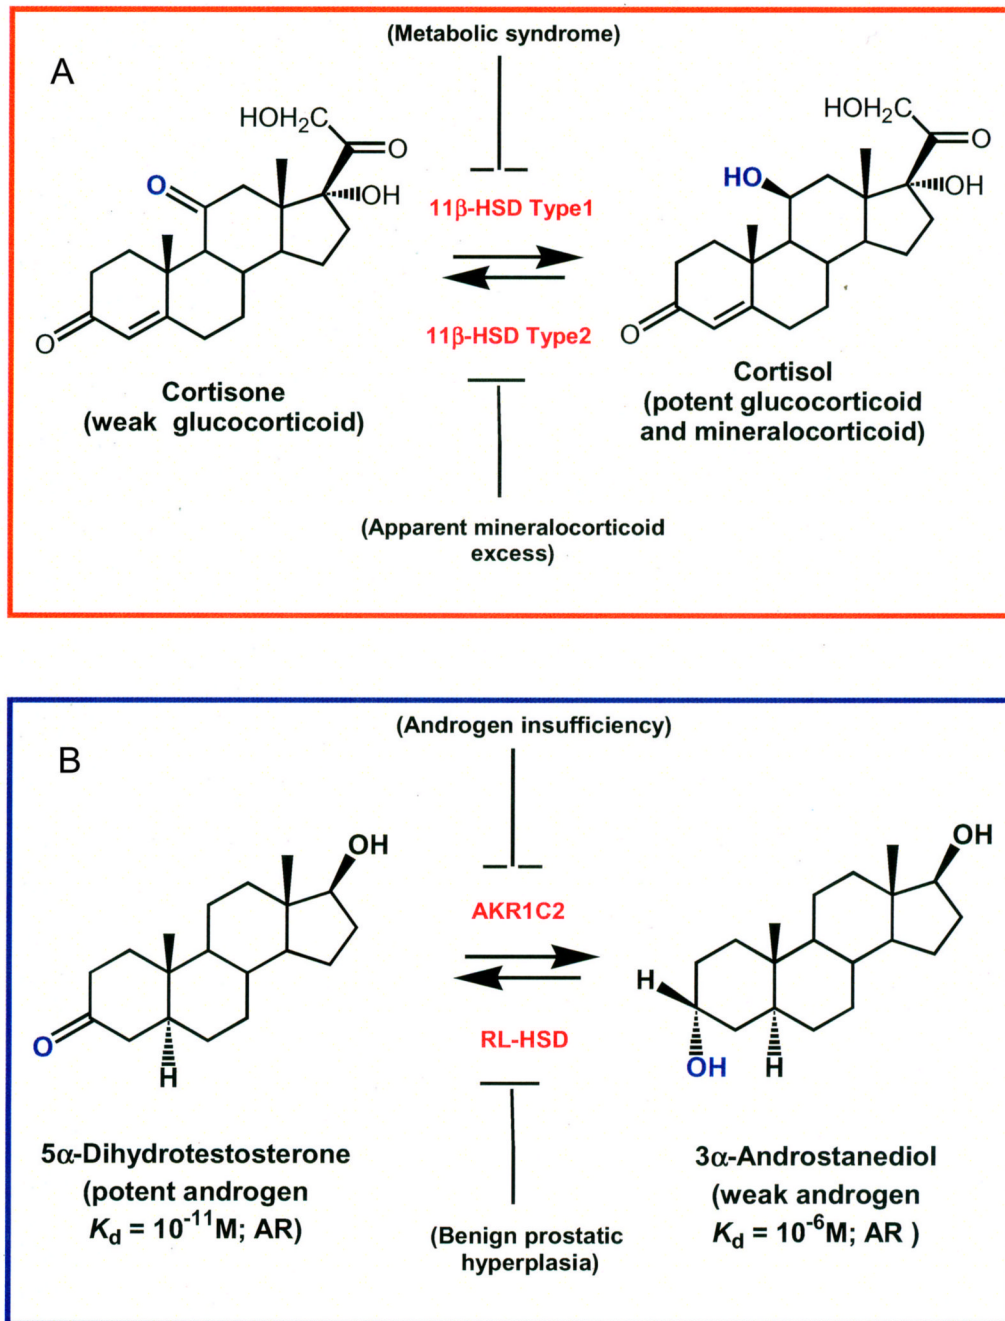 (Metabolic syndrome)
A
HOH₂C
O
O
OH
HOH₂C
O
HO
OH
11β-HSD Type1
11β-HSD Type2
O
O
Cortisone
(weak glucocorticoid)
Cortisol
(potent glucocorticoid
and mineralocorticoid)
(Apparent mineralocorticoid
excess)
(Androgen insufficiency)
B
OH
OH
AKR1C2
RL-HSD
O
H
H
OH
H
5α-Dihydrotestosterone
(potent androgen
Kd = 10⁻¹¹M; AR)
3α-Androstanediol
(weak androgen
Kd = 10⁻⁶M; AR )
(Benign prostatic
hyperplasia)